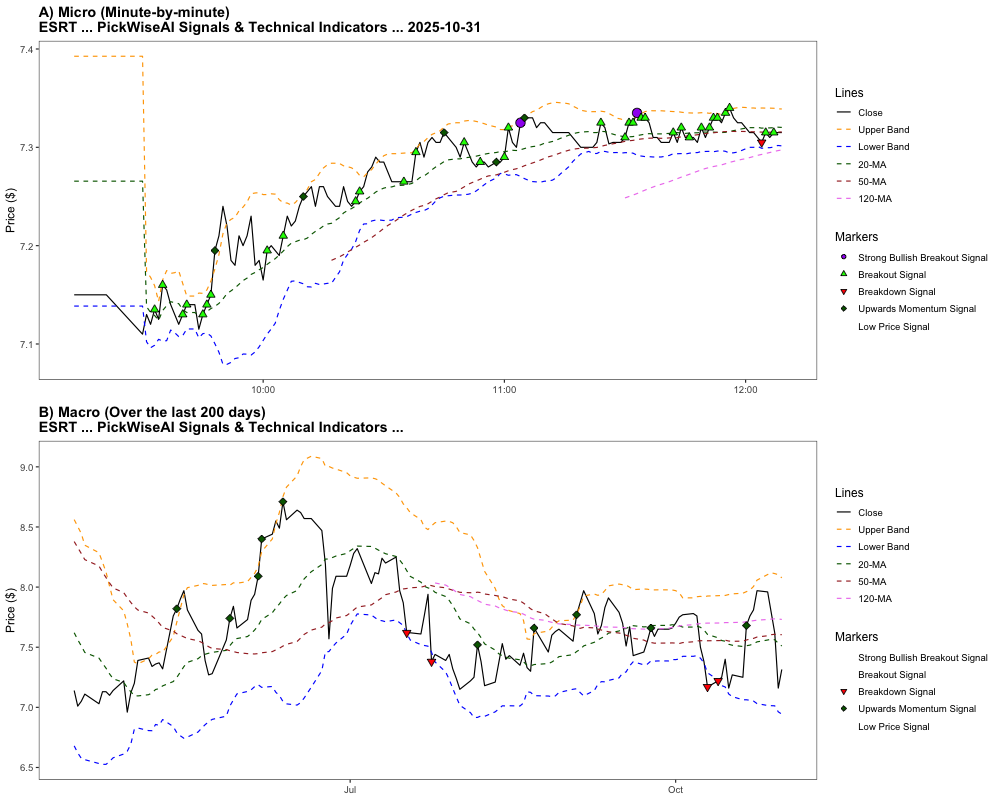 A) Micro (Minute-by-minute)
ESRT ... PickWiseAI Signals & Technical Indicators ... 2025-10-31
7.4
7.3
7.2
7.1
Price ($)
10:00
11:00
12:00
Lines
Close
Upper Band
Lower Band
20-MA
50-MA
120-MA
Markers
Strong Bullish Breakout Signal
Breakout Signal
Breakdown Signal
Upwards Momentum Signal
Low Price Signal
B) Macro (Over the last 200 days)
ESRT ... PickWiseAI Signals & Technical Indicators ...
9.0
8.5
8.0
7.5
7.0
6.5
Price ($)
Jul
Oct
Lines
Close
Upper Band
Lower Band
20-MA
50-MA
120-MA
Markers
Strong Bullish Breakout Signal
Breakout Signal
Breakdown Signal
Upwards Momentum Signal
Low Price Signal